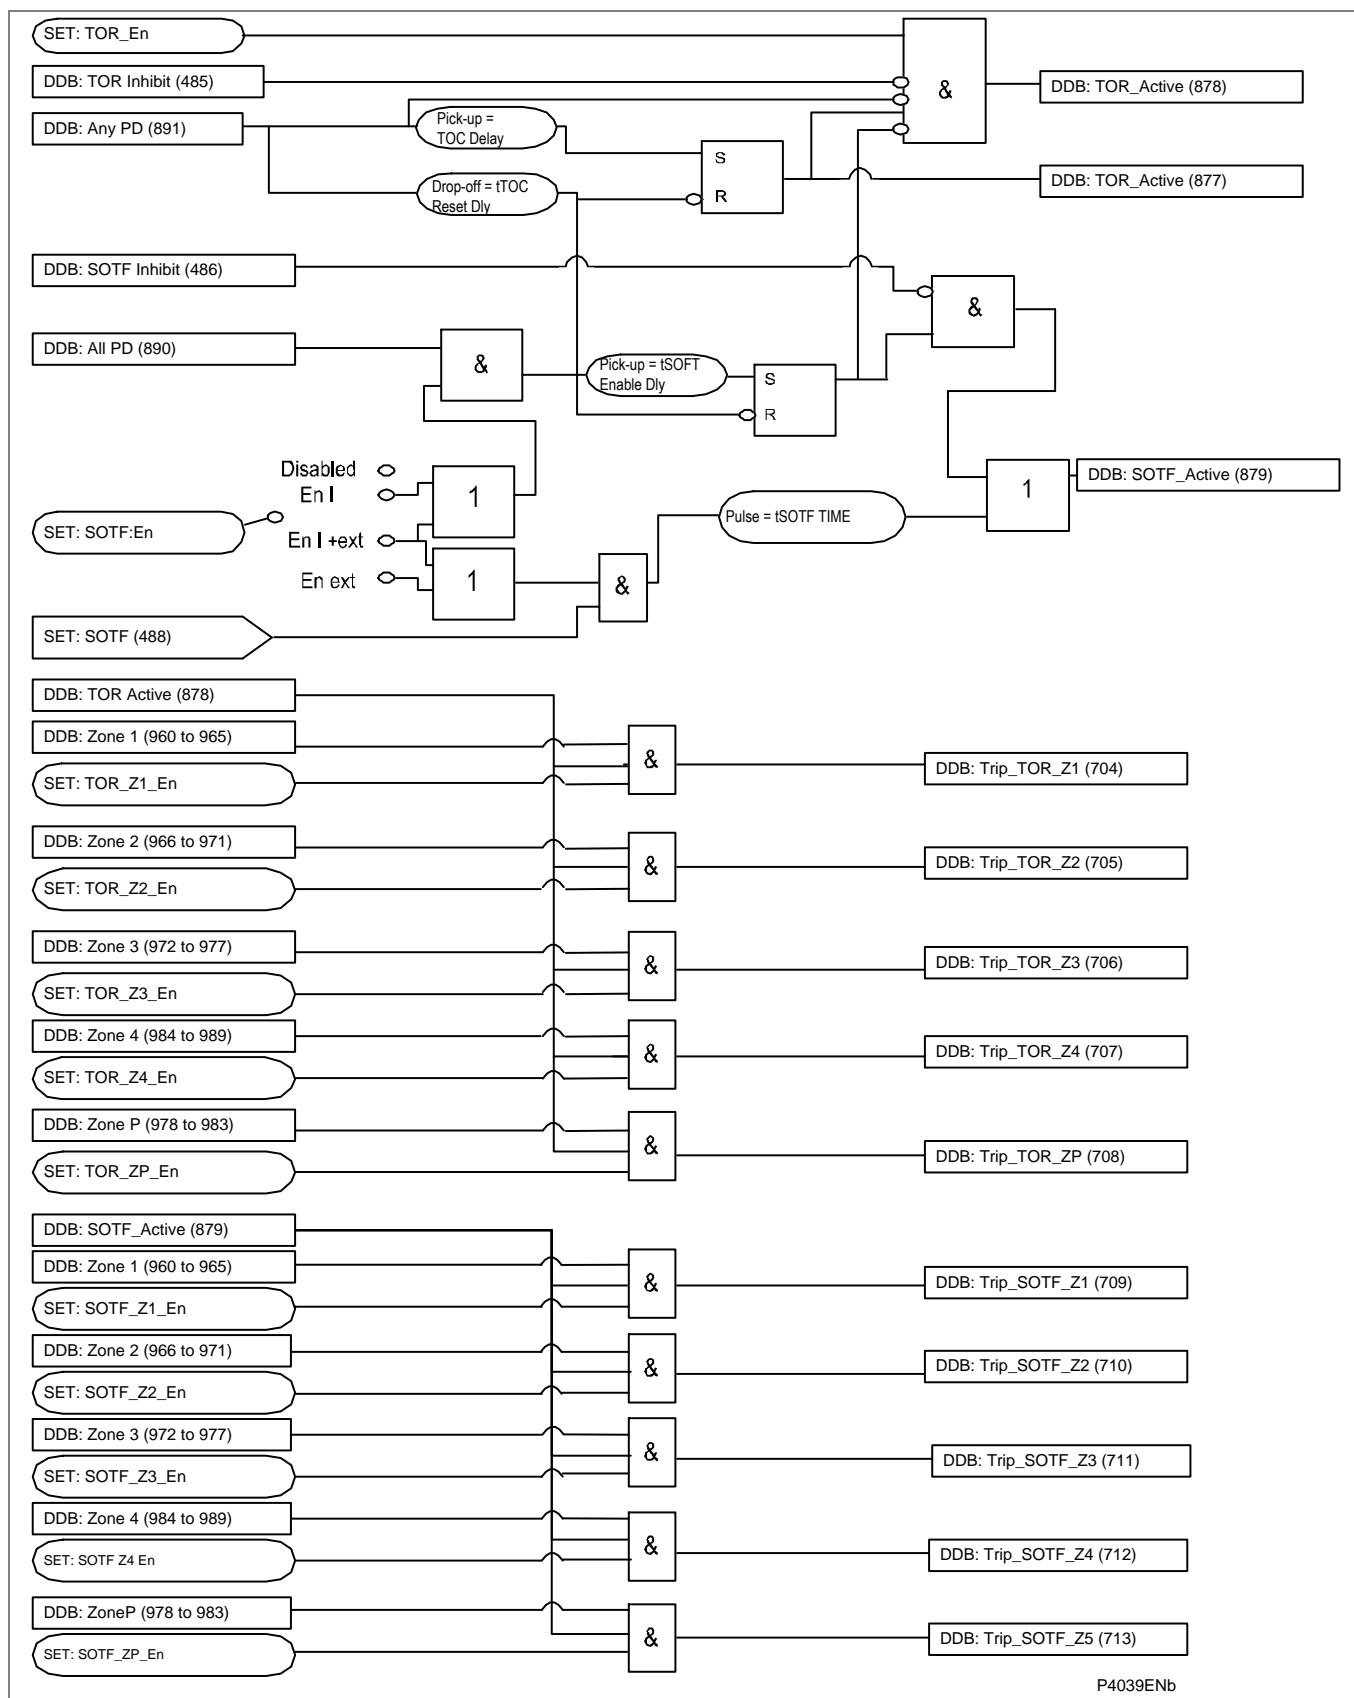 SET: TOR_En
DDB: TOR Inhibit (485)
&
DDB: TOR_Active (878)
DDB: Any PD (891)
Pick-up =
TOC Delay
S
R
Drop-off = tTOC
Reset Dly
DDB: TOR_Active (877)
DDB: SOTF Inhibit (486)
&
DDB: All PD (890)
&
Pick-up = tSOFT
Enable Dly
S
R
Disabled
En I
1
1
DDB: SOTF_Active (879)
SET: SOTF:En
Pulse = tSOTF TIME
En I +ext
En ext
1
&
SET: SOTF (488)
DDB: TOR Active (878)
DDB: Zone 1 (960 to 965)
&
DDB: Trip_TOR_Z1 (704)
SET: TOR_Z1_En
DDB: Zone 2 (966 to 971)
&
DDB: Trip_TOR_Z2 (705)
SET: TOR_Z2_En
DDB: Zone 3 (972 to 977)
&
DDB: Trip_TOR_Z3 (706)
SET: TOR_Z3_En
DDB: Zone 4 (984 to 989)
&
DDB: Trip_TOR_Z4 (707)
SET: TOR_Z4_En
DDB: Zone P (978 to 983)
&
DDB: Trip_TOR_ZP (708)
SET: TOR_ZP_En
DDB: SOTF_Active (879)
DDB: Zone 1 (960 to 965)
&
DDB: Trip_SOTF_Z1 (709)
SET: SOTF_Z1_En
DDB: Zone 2 (966 to 971)
&
DDB: Trip_SOTF_Z2 (710)
SET: SOTF_Z2_En
DDB: Zone 3 (972 to 977)
&
DDB: Trip_SOTF_Z3 (711)
SET: SOTF_Z3_En
DDB: Zone 4 (984 to 989)
&
DDB: Trip_SOTF_Z4 (712)
SET: SOTF Z4 En
DDB: ZoneP (978 to 983)
&
DDB: Trip_SOTF_Z5 (713)
SET: SOTF_ZP_En
P4039ENb